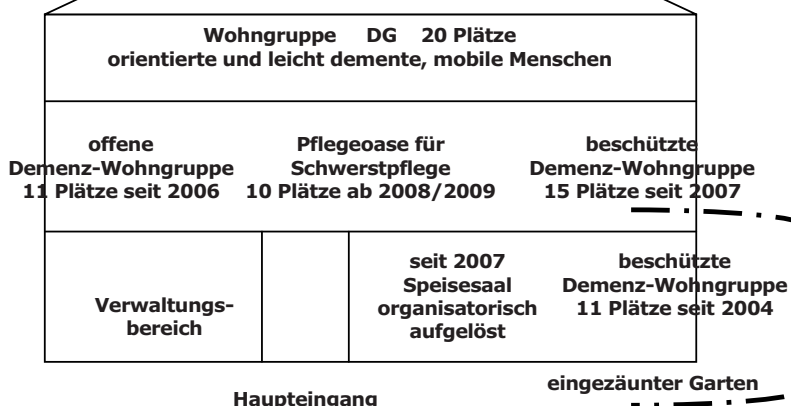 Wohngruppe DG 20 Plätze
orientierte und leicht demente, mobile Menschen
offene
Demenz-Wohngruppe
11 Plätze seit 2006
Pflegeoase für
Schwerstpflege
10 Plätze ab 2008/2009
beschützte
Demenz-Wohngruppe
15 Plätze seit 2007
Verwaltungs-
bereich
seit 2007
Speisesaal
organisatorisch
aufgelöst
beschützte
Demenz-Wohngruppe
11 Plätze seit 2004
Haupteingang
eingezäunter Garten